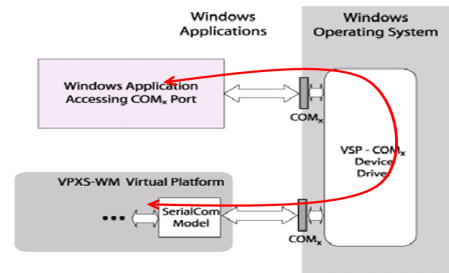 Windows
Applications
Windows
Operating System
Windows Application
Accessing COMx Port
COMx
VSP - COMx
Device
Driver
VPXS-WM Virtual Platform
SerialCom
Model
COMx